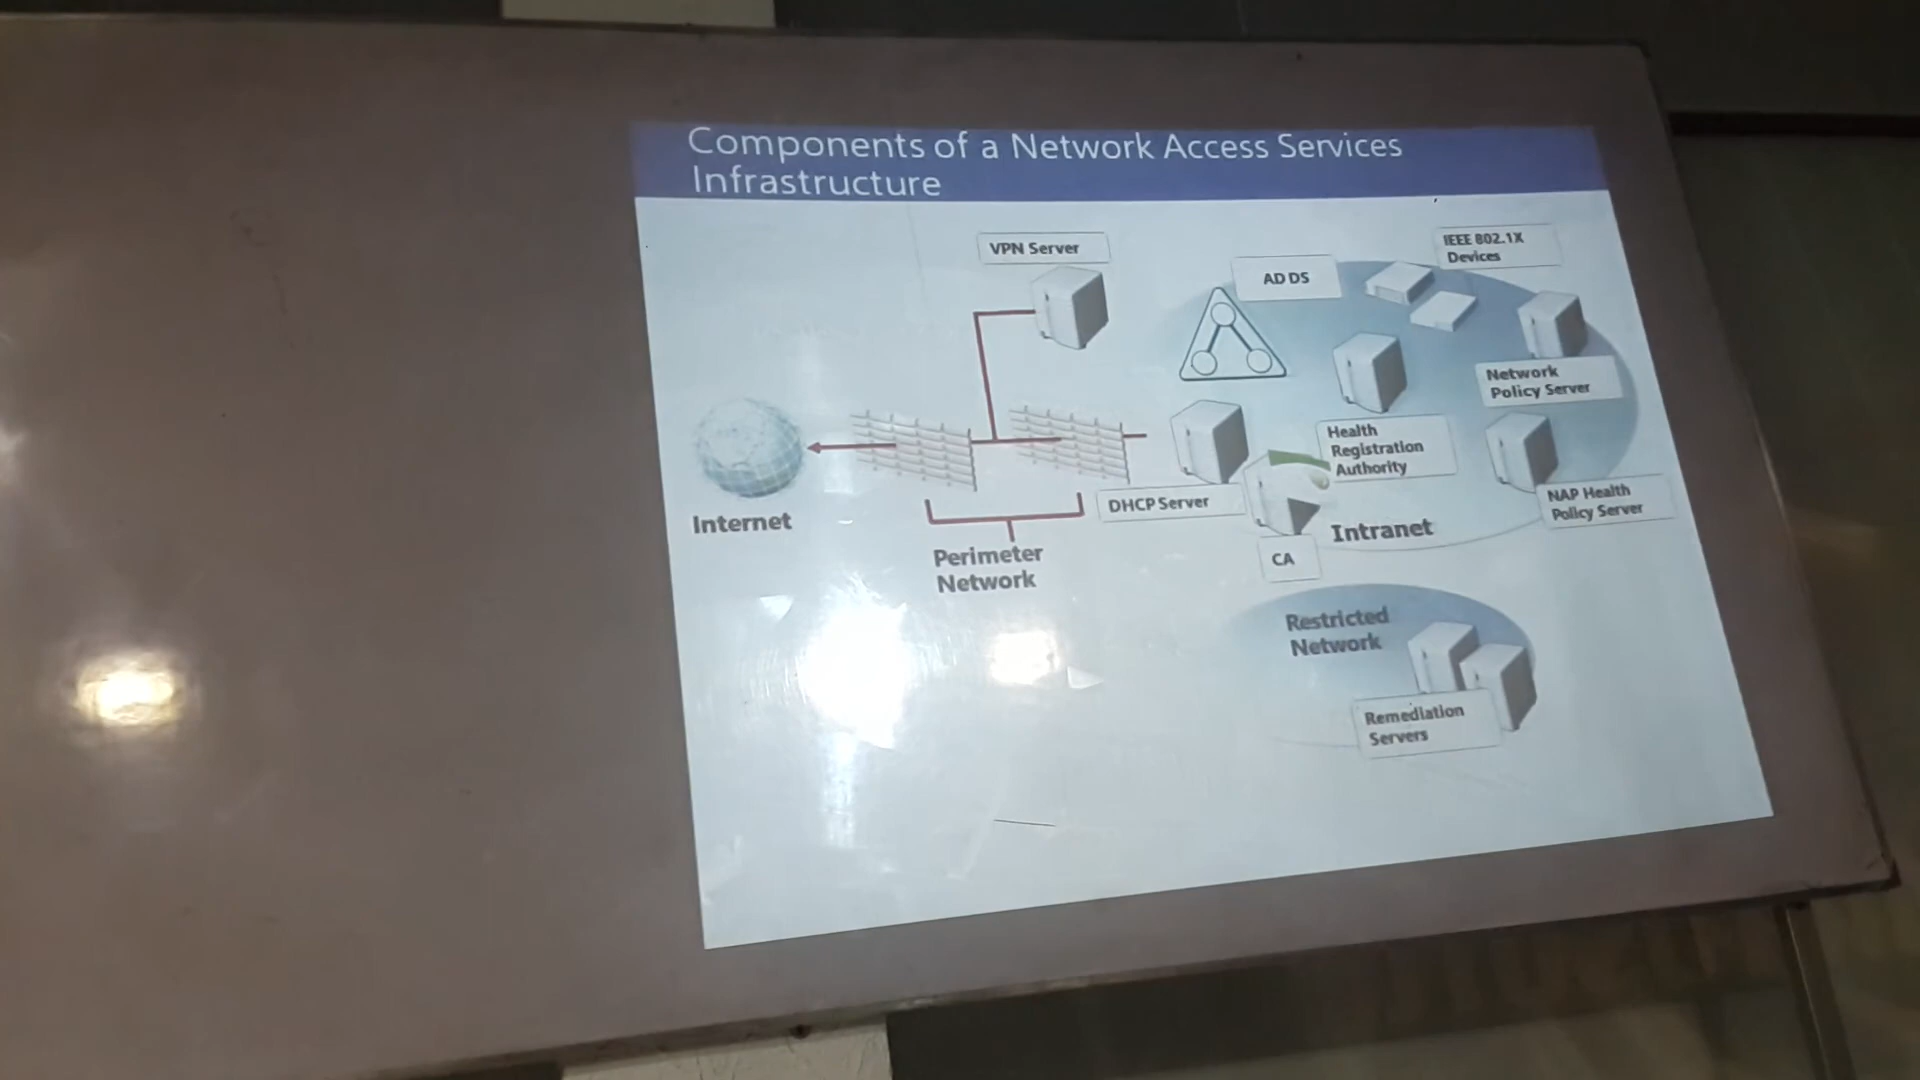 Components of a Network Access Services
Infrastructure
VPN Server
AD DS
IEEE 802.1X
Devices
Network
Policy Server
Health
Registration
Authority
NAP Health
Policy Server
DHCP Server
CA
Intranet
Internet
Perimeter
Network
Restricted
Network
Remediation
Servers